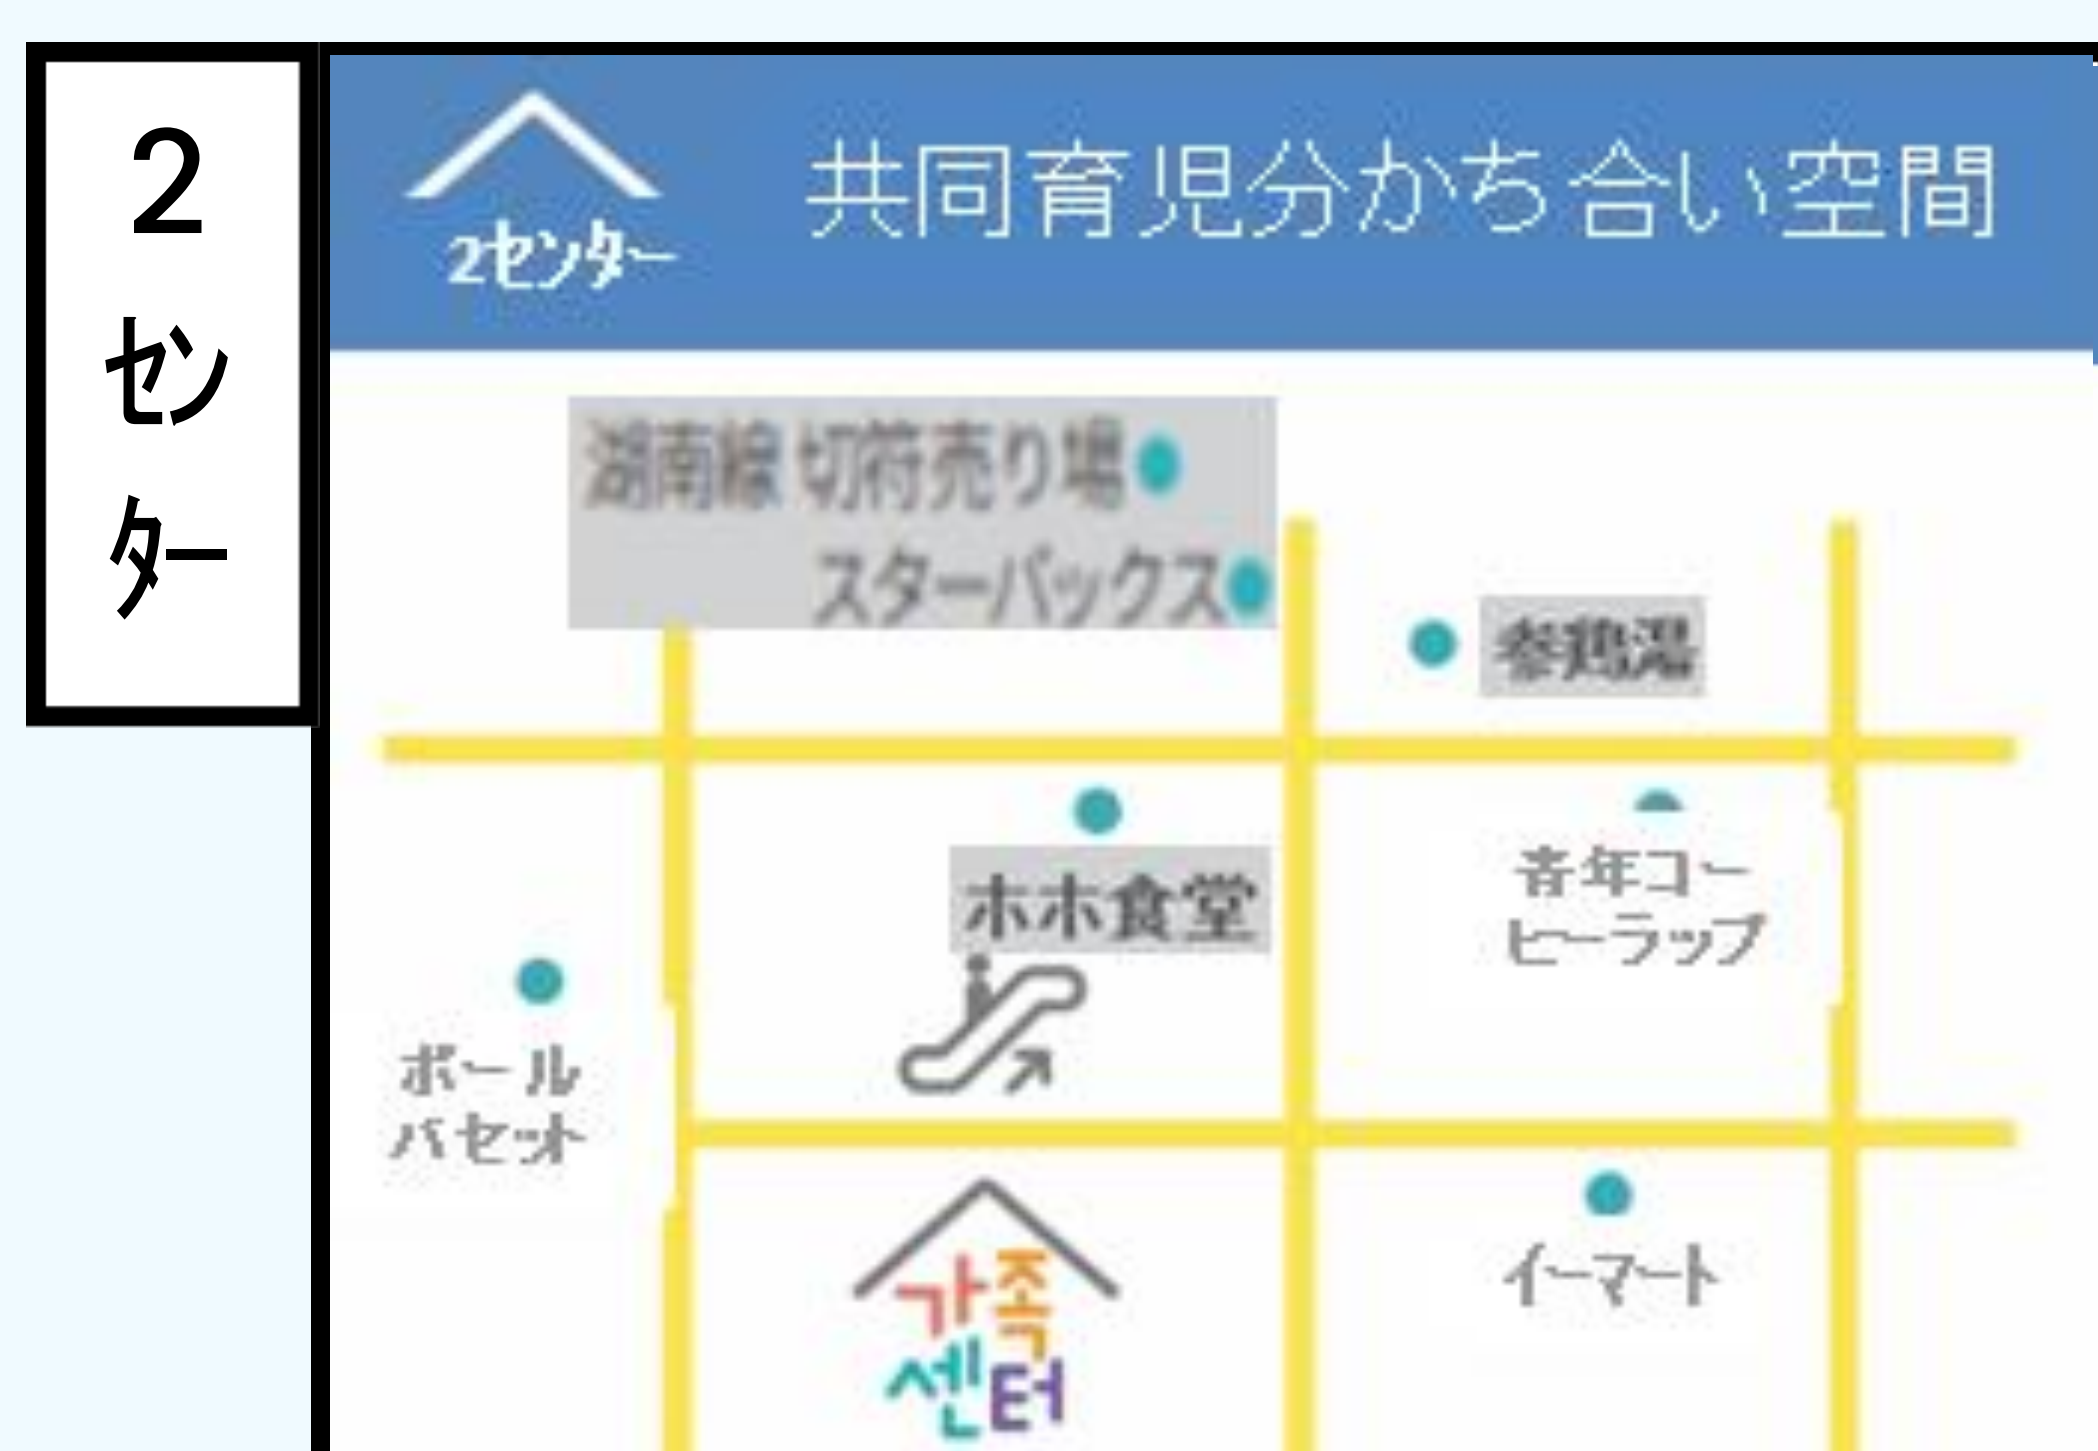 2センター
2センター
共同育児分かち合い空間
湖南線 切符売り場
スターバックス
参鶏湯
ホホ食堂
青年コー
ヒーラップ
ポール
バセット
イーマート
가족
센터